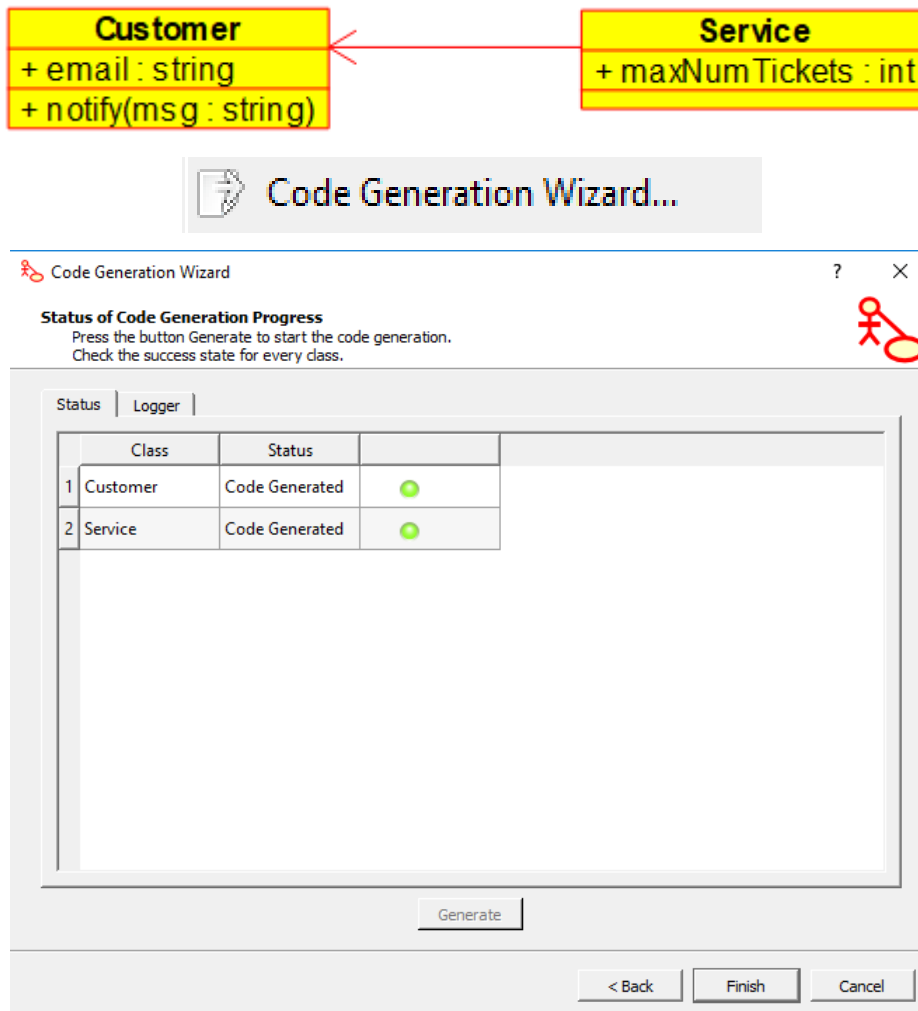 Customer
+ email : string
+ notify(msg : string)
Service
+ maxNumTickets : int
Code Generation Wizard...
Code Generation Wizard
?
Status of Code Generation Progress
Press the button Generate to start the code generation.
Check the success state for every class.
Status Logger
Class Status
1 Customer Code Generated
2 Service Code Generated
Generate
< Back Finish Cancel